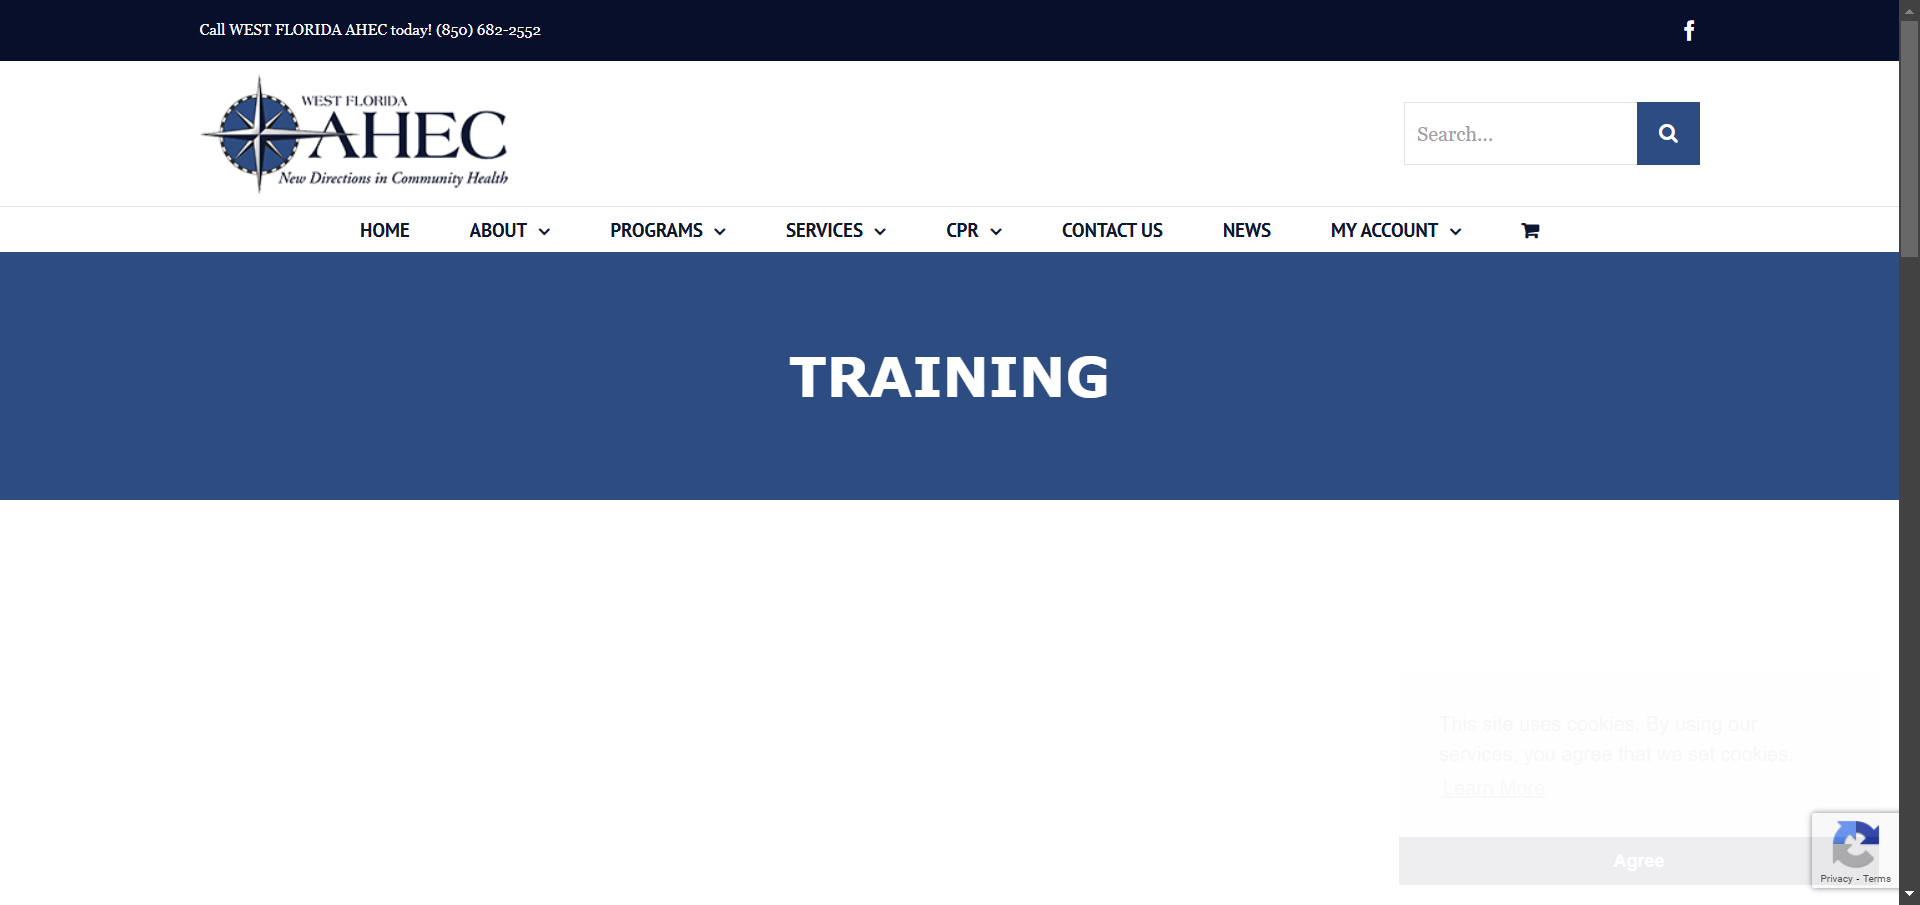 Call WEST FLORIDA AHEC today! (850) 682-2552
WEST FLORIDA
AHEC
New Directions in Community Health
Search...
HOME ABOUT PROGRAMS SERVICES CPR CONTACT US NEWS MY ACCOUNT
TRAINING
This site uses cookies. By using our
services, you agree that we set cookies.
Learn More
Agree
Privacy - Terms